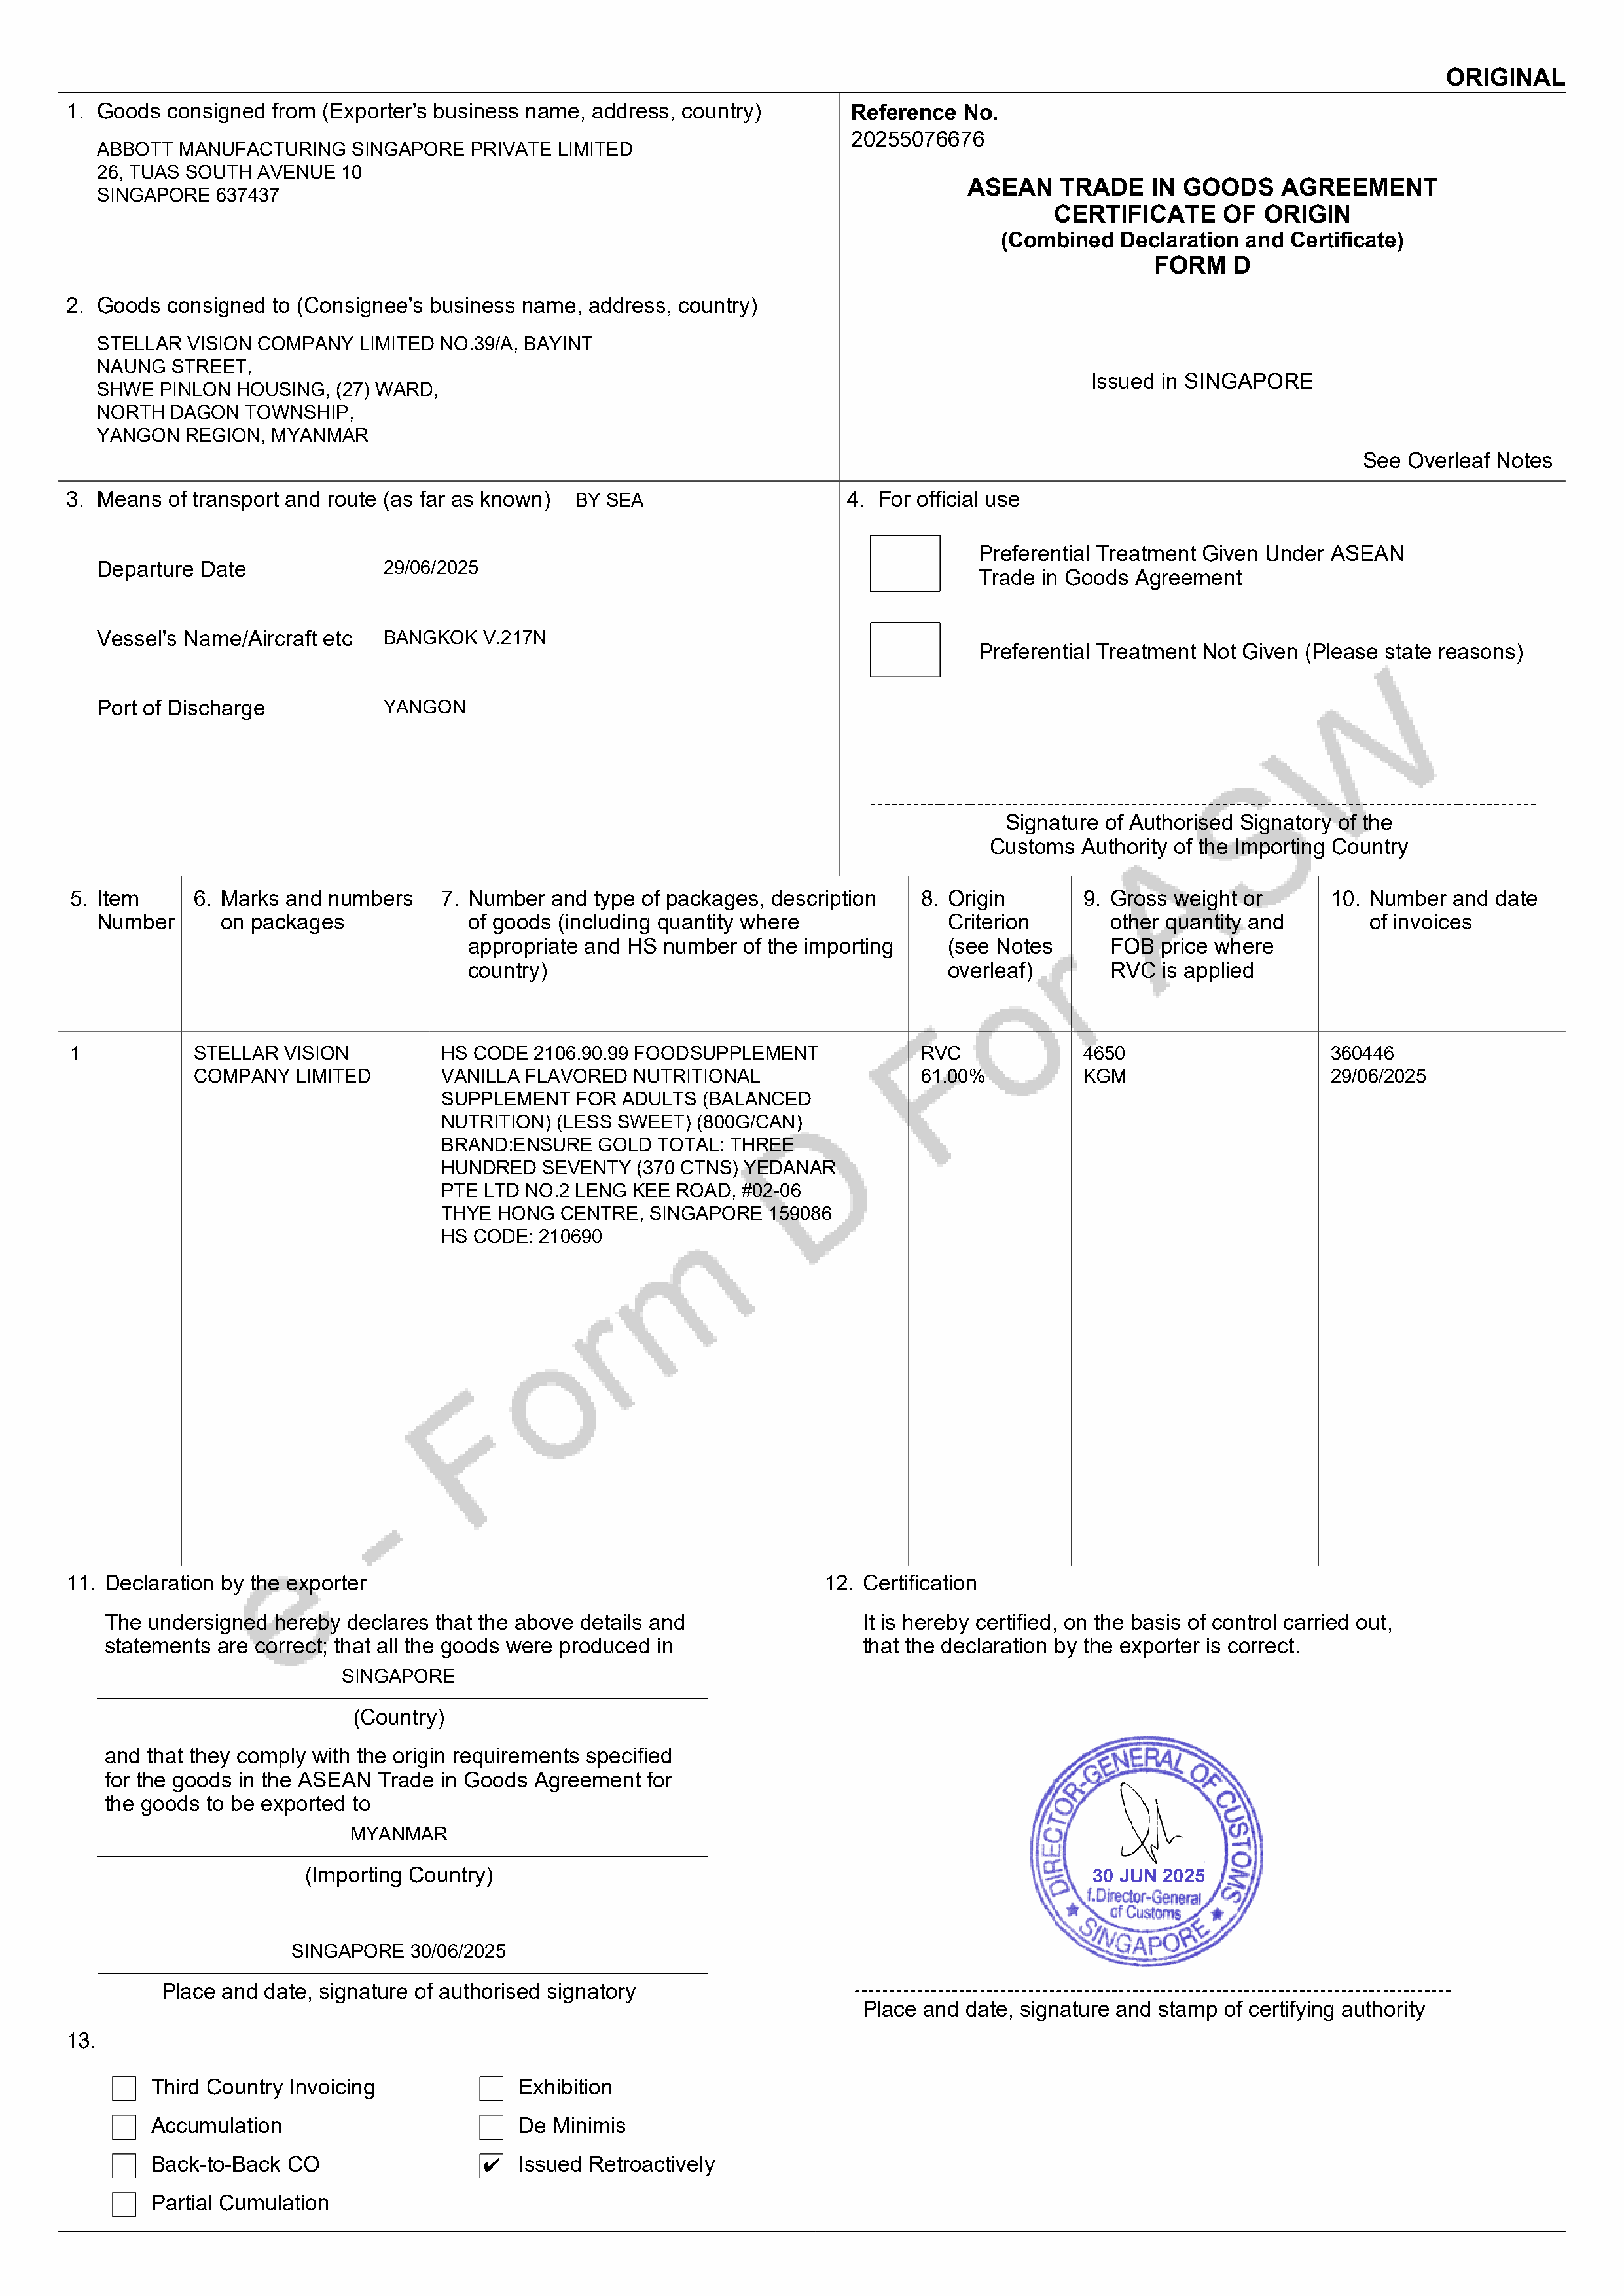 ORIGINAL
1. Goods consigned from (Exporter's business name, address, country)
ABBOTT MANUFACTURING SINGAPORE PRIVATE LIMITED
26, TUAS SOUTH AVENUE 10
SINGAPORE 637437
Reference No.
20255076676
ASEAN TRADE IN GOODS AGREEMENT
CERTIFICATE OF ORIGIN
(Combined Declaration and Certificate)
FORM D
Issued in SINGAPORE
See Overleaf Notes
2. Goods consigned to (Consignee's business name, address, country)
STELLAR VISION COMPANY LIMITED NO.39/A, BAYINT
NAUNG STREET,
SHWE PINLON HOUSING, (27) WARD,
NORTH DAGON TOWNSHIP,
YANGON REGION, MYANMAR
3. Means of transport and route (as far as known) BY SEA
Departure Date 29/06/2025
Vessel's Name/Aircraft etc BANGKOK V.217N
Port of Discharge YANGON
4. For official use
Preferential Treatment Given Under ASEAN
Trade in Goods Agreement
Preferential Treatment Not Given (Please state reasons)
Signature of Authorised Signatory of the
Customs Authority of the Importing Country
5. Item
Number
6. Marks and numbers
on packages
7. Number and type of packages, description
of goods (including quantity where
appropriate and HS number of the importing
country)
8. Origin
Criterion
(see Notes
overleaf)
9. Gross weight or
other quantity and
FOB price where
RVC is applied
10. Number and date
of invoices
1
STELLAR VISION
COMPANY LIMITED
HS CODE 2106.90.99 FOODSUPPLEMENT
VANILLA FLAVORED NUTRITIONAL
SUPPLEMENT FOR ADULTS (BALANCED
NUTRITION) (LESS SWEET) (800G/CAN)
BRAND:ENSURE GOLD TOTAL: THREE
HUNDRED SEVENTY (370 CTNS) YEDANAR
PTE LTD NO.2 LENG KEE ROAD, #02-06
THYE HONG CENTRE, SINGAPORE 159086
HS CODE: 210690
RVC
61.00%
4650
KGM
360446
29/06/2025
e - Form D For ASW
11. Declaration by the exporter
The undersigned hereby declares that the above details and
statements are correct; that all the goods were produced in
SINGAPORE
(Country)
and that they comply with the origin requirements specified
for the goods in the ASEAN Trade in Goods Agreement for
the goods to be exported to
MYANMAR
(Importing Country)
SINGAPORE 30/06/2025
Place and date, signature of authorised signatory
12. Certification
It is hereby certified, on the basis of control carried out,
that the declaration by the exporter is correct.
DIRECTOR-GENERAL OF CUSTOMS
30 JUN 2025
f.Director-General
of Customs
★ SINGAPORE ★
Place and date, signature and stamp of certifying authority
13.
Third Country Invoicing
Accumulation
Back-to-Back CO
Partial Cumulation
Exhibition
De Minimis
✔ Issued Retroactively